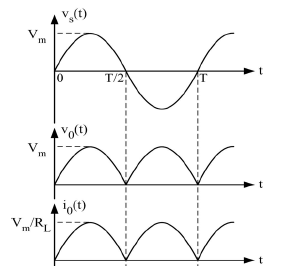 v_s(t)
V_m
0 T/2 T t
v_0(t)
V_m
t
i_0(t)
V_m/R_L
t